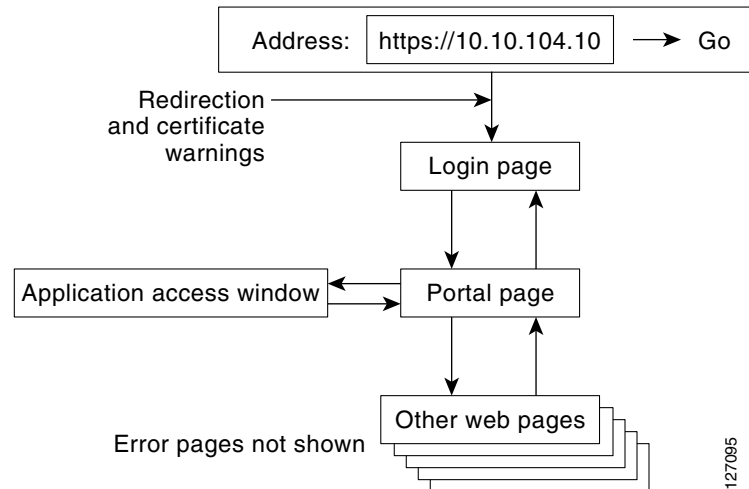 Address: https://10.10.104.10 Go
Redirection
and certificate
warnings
Login page
Application access window
Portal page
Other web pages
Error pages not shown
127095